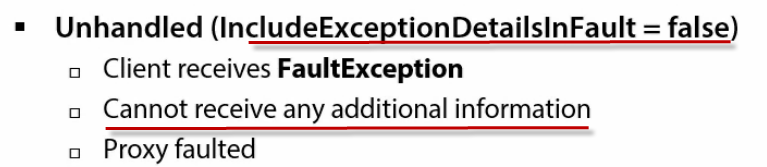 ▪ Unhandled (IncludeExceptionDetailsInFault = false)
□ Client receives FaultException
□ Cannot receive any additional information
□ Proxy faulted